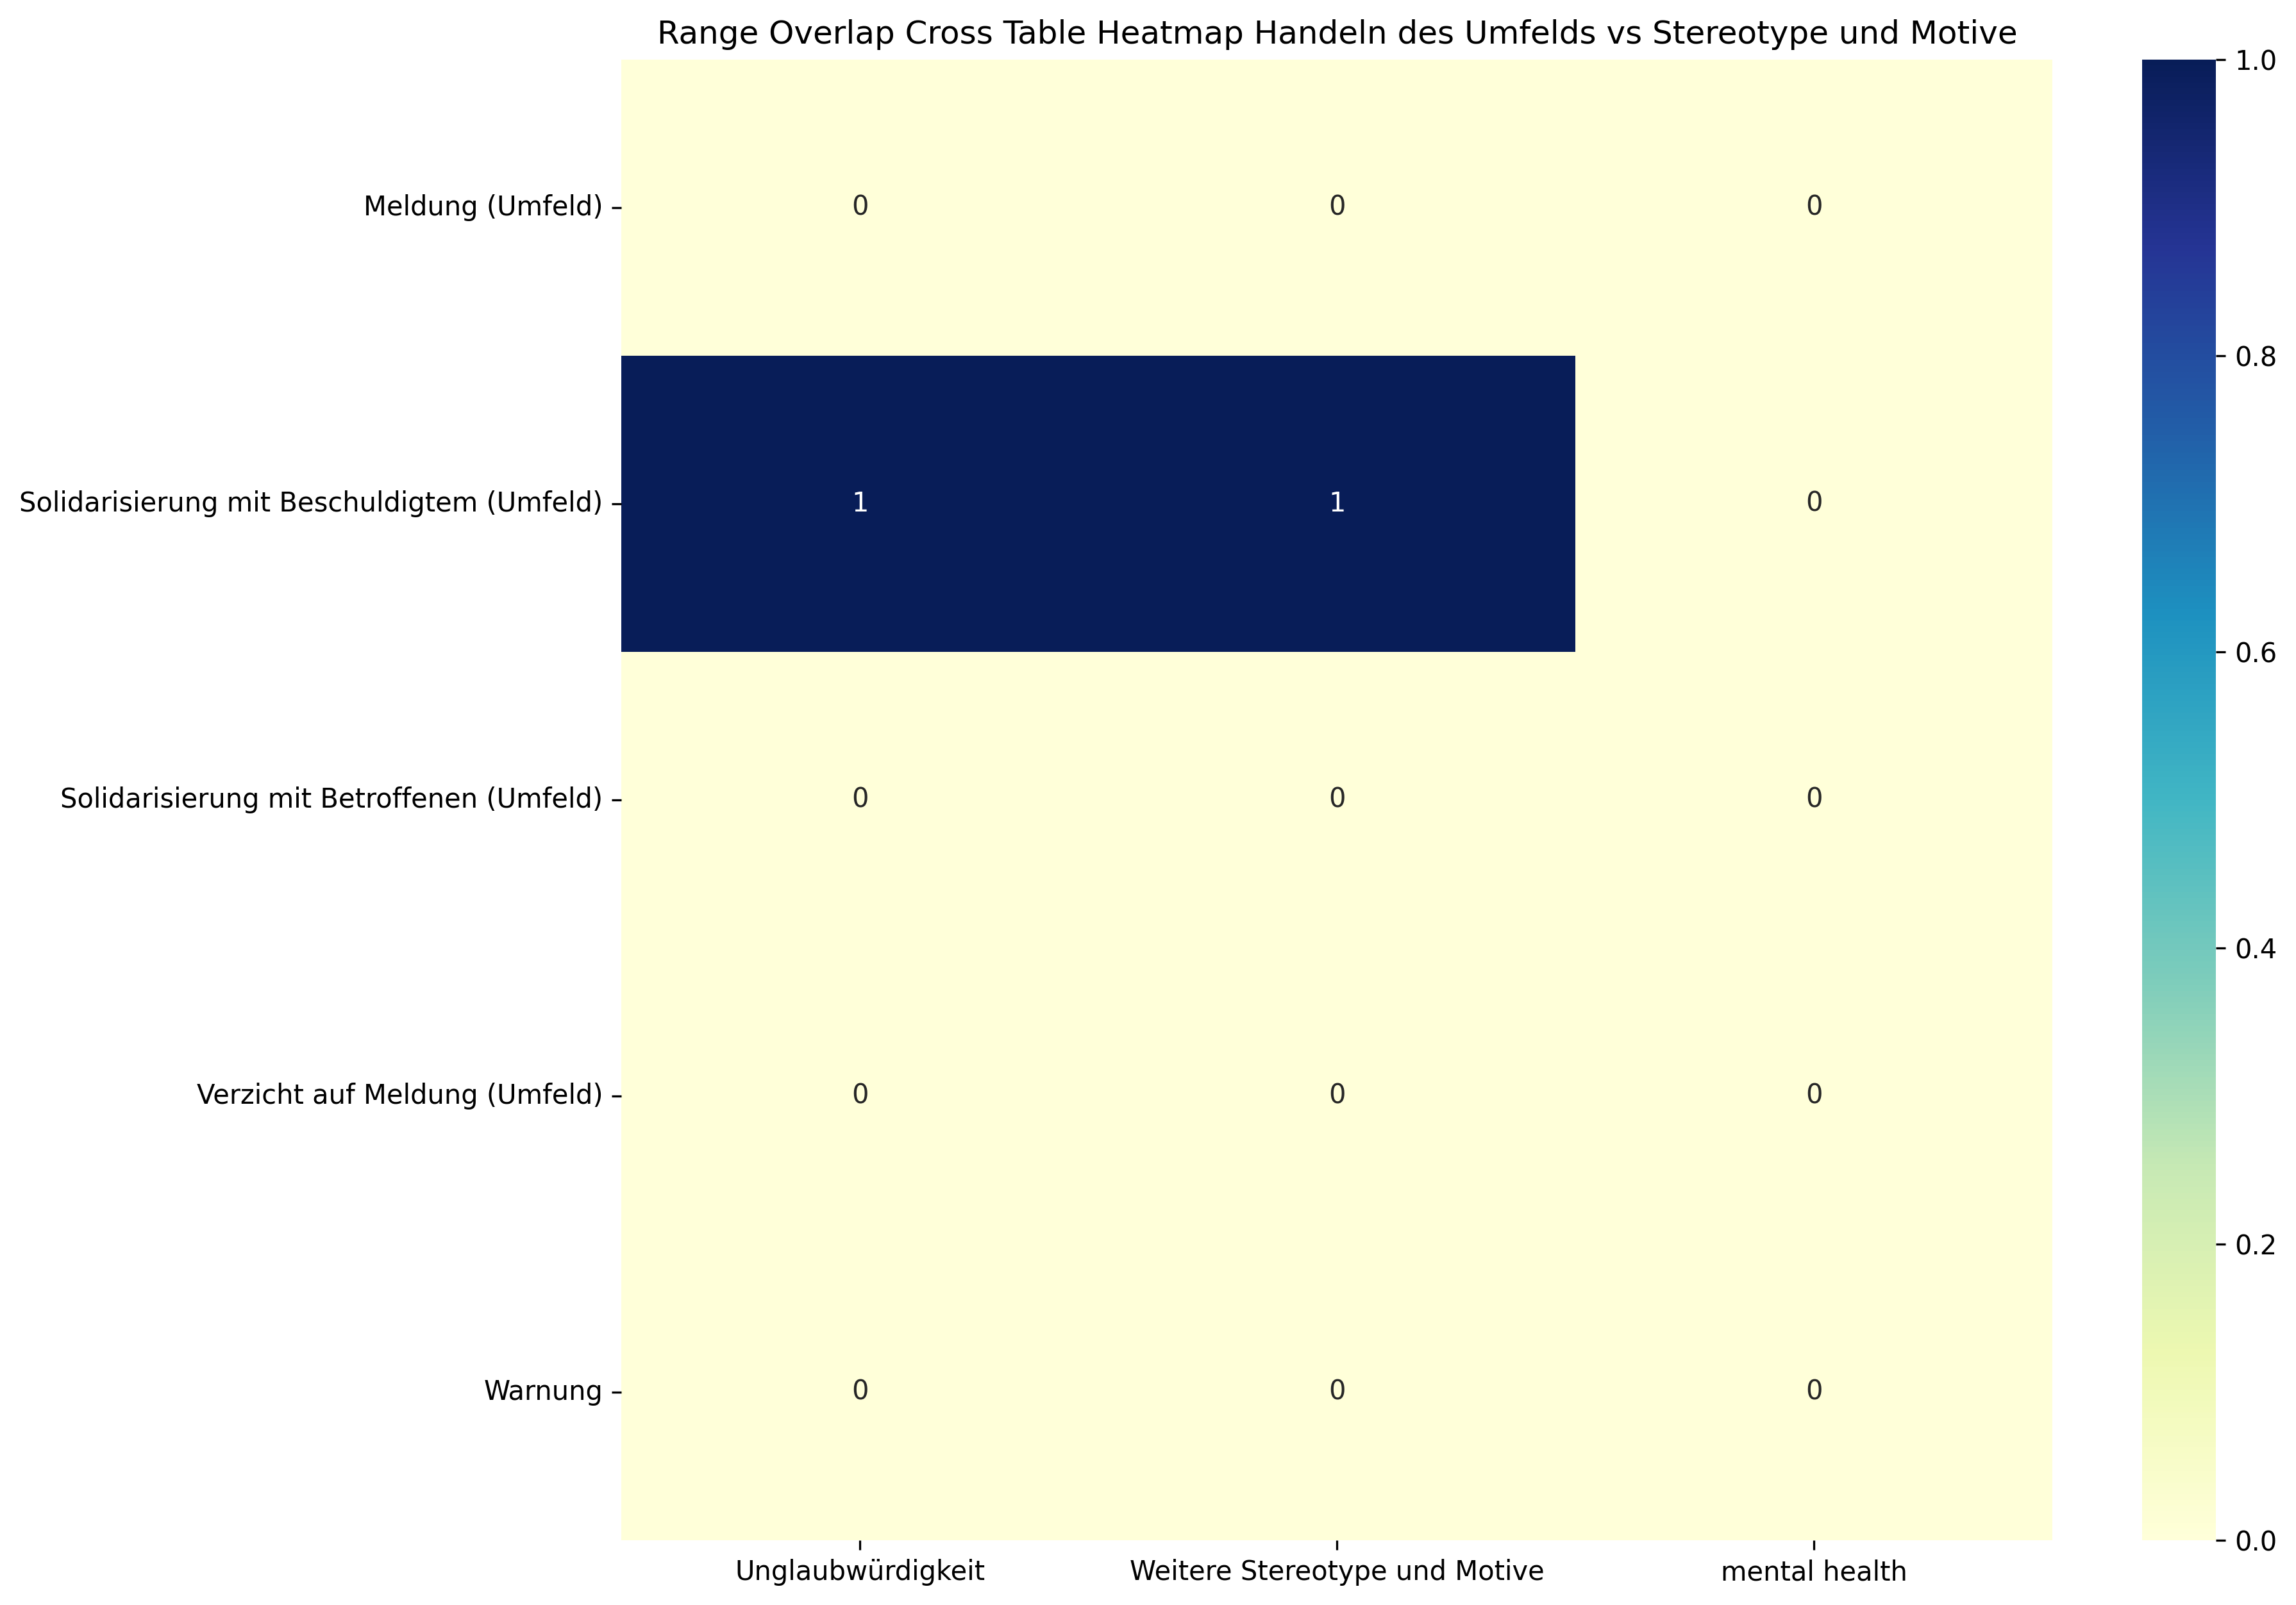 Range Overlap Cross Table Heatmap Handeln des Umfelds vs Stereotype und Motive
Meldung (Umfeld) 0 0 0
Solidarisierung mit Beschuldigtem (Umfeld) 1 1 0
Solidarisierung mit Betroffenen (Umfeld) 0 0 0
Verzicht auf Meldung (Umfeld) 0 0 0
Warnung 0 0 0
Unglaubwürdigkeit Weitere Stereotype und Motive mental health
1.0
0.8
0.6
0.4
0.2
0.0